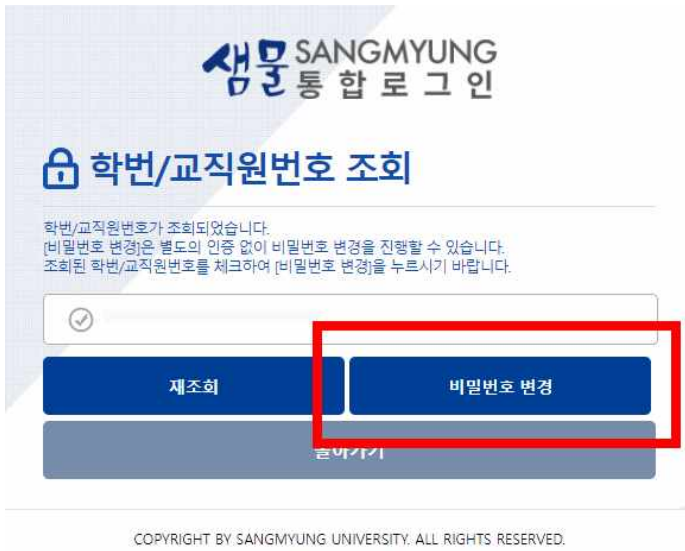 샘물 SANGMYUNG
통합로그인
학번/교직원번호 조회
학번/교직원번호가 조회되었습니다.
[비밀번호 변경]은 별도의 인증 없이 비밀번호 변경을 진행할 수 있습니다.
조회된 학번/교직원번호를 체크하여 [비밀번호 변경]을 누르시기 바랍니다.
재조회
비밀번호 변경
돌아가기
COPYRIGHT BY SANGMYUNG UNIVERSITY. ALL RIGHTS RESERVED.